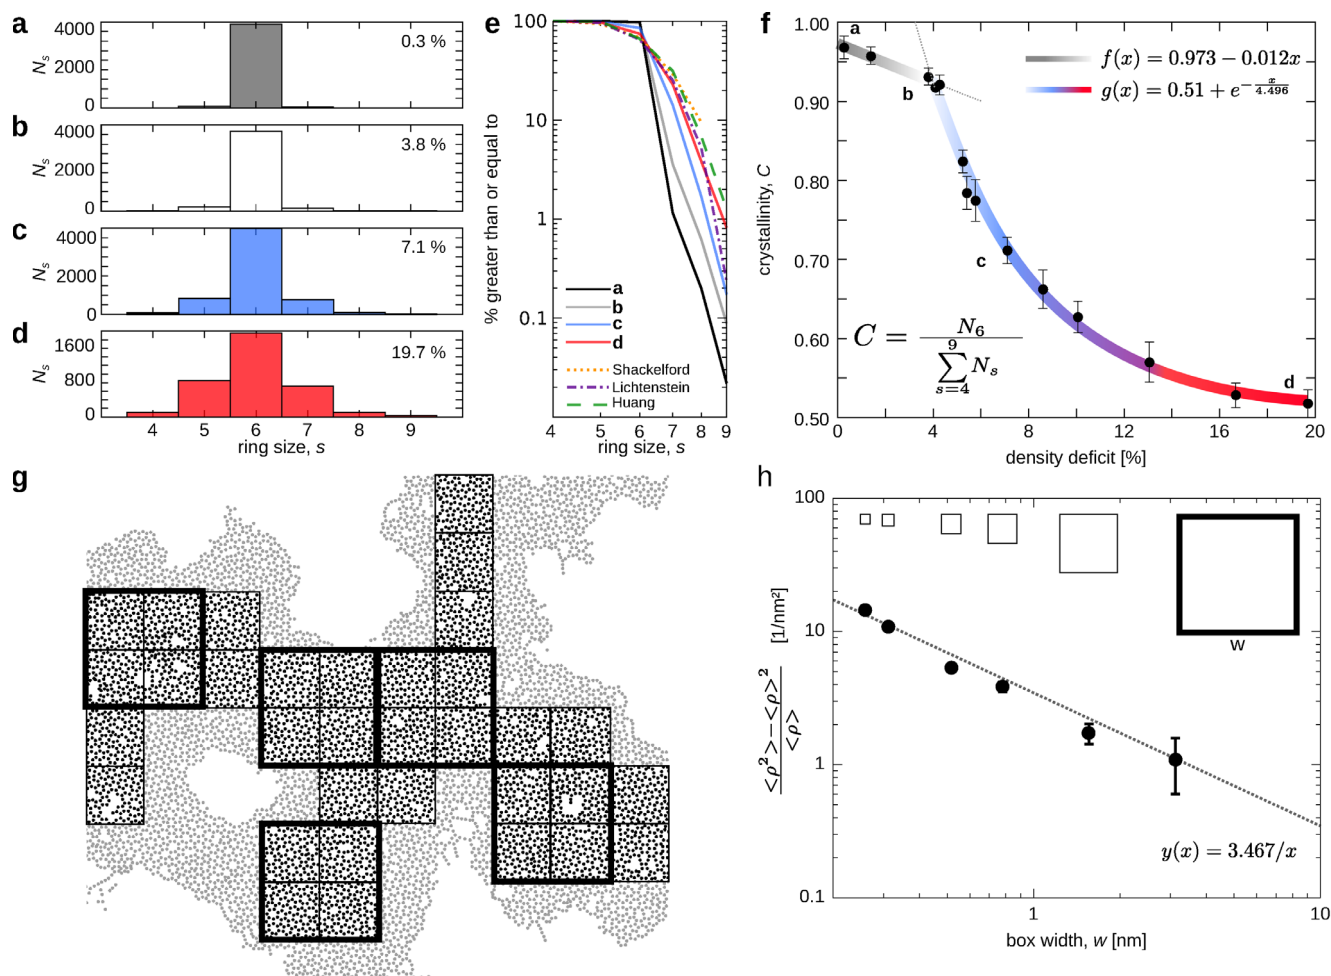 a
4000
2000
0
N_s
0.3 %
b
4000
2000
0
N_s
3.8 %
c
4000
2000
0
N_s
7.1 %
d
1600
800
0
N_s
19.7 %
4 5 6 7 8 9
ring size, s
e
100
10
1
0.1
% greater than or equal to
a
b
c
d
Shackelford
Lichtenstein
Huang
4 5 6 7 8 9
ring size, s
f
1.00
0.90
0.80
0.70
0.60
0.50
crystallinity, C
a
b
c
d
f(x) = 0.973 − 0.012x
g(x) = 0.51 + e^{−x/4.496}
C = N_6 / ∑_{s=4}^{9} N_s
0 4 8 12 16 20
density deficit [%]
g
h
100
10
1
0.1
<ρ²>−<ρ>² / <ρ> [1/nm²]
w
y(x) = 3.467/x
1 10
box width, w [nm]